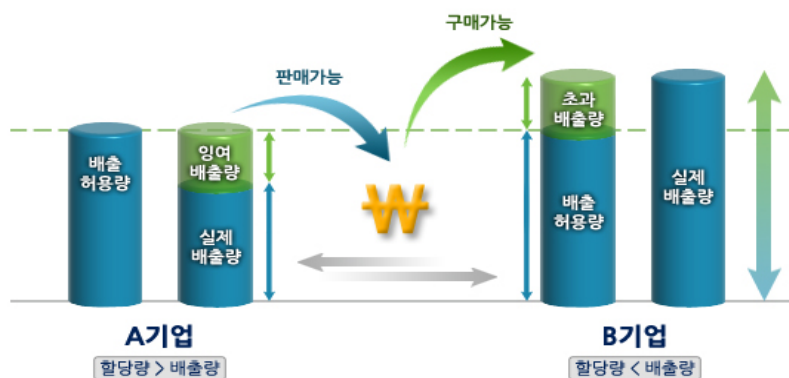 구매가능
판매가능
배출
허용량
잉여
배출량
실제
배출량
₩
초과
배출량
배출
허용량
실제
배출량
A기업
할당량 > 배출량
B기업
할당량 < 배출량